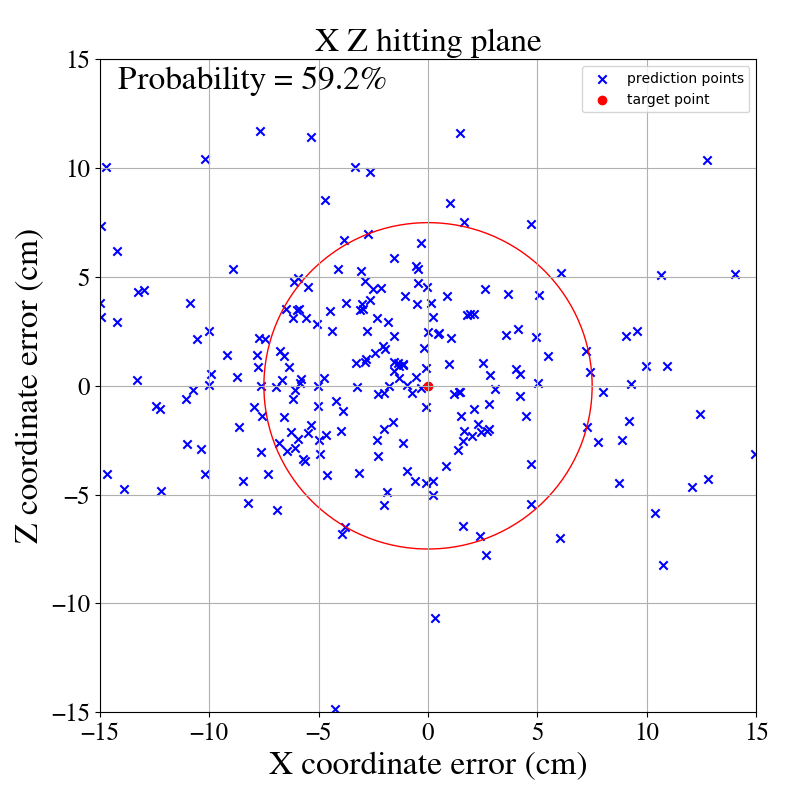 X Z hitting plane
Probability = 59.2%
prediction points
target point
Z coordinate error (cm)
15
10
5
0
−5
−10
−15
−15 −10 −5 0 5 10 15
X coordinate error (cm)